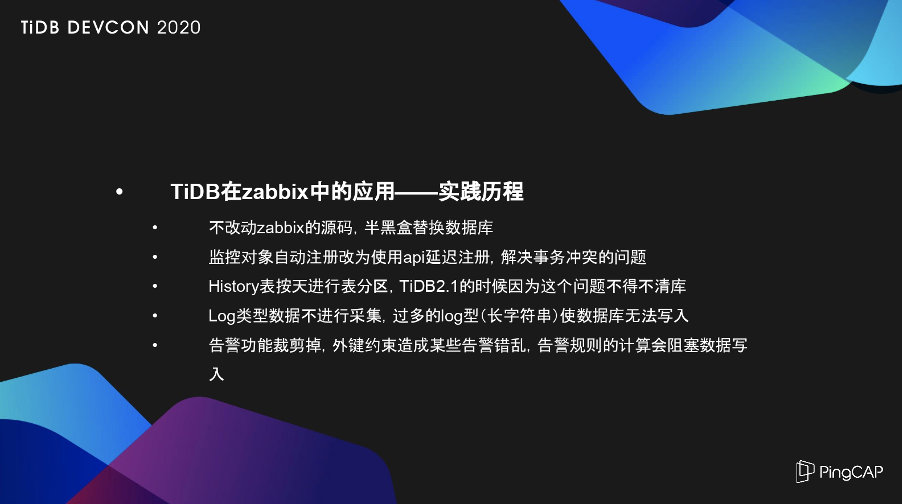 TiDB DEVCON 2020
• TiDB在zabbix中的应用——实践历程
• 不改动zabbix的源码, 半黑盒替换数据库
• 监控对象自动注册改为使用api延迟注册, 解决事务冲突的问题
• History表按天进行表分区, TiDB2.1的时候因为这个问题不得不清库
• Log类型数据不进行采集, 过多的log型(长字符串)使数据库无法写入
• 告警功能裁剪掉, 外键约束造成某些告警错乱, 告警规则的计算会阻塞数据写
入
PingCAP